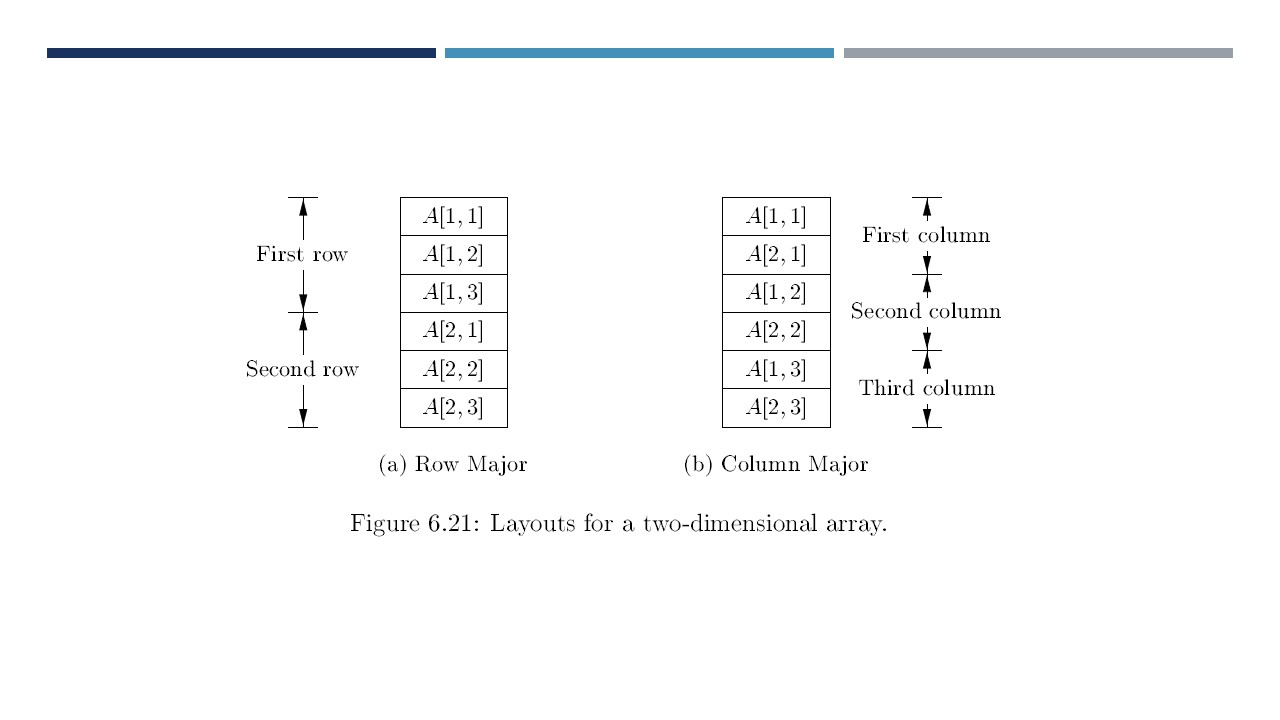 First row
Second row
A[1, 1]
A[1, 2]
A[1, 3]
A[2, 1]
A[2, 2]
A[2, 3]
(a) Row Major
A[1, 1]
A[2, 1]
A[1, 2]
A[2, 2]
A[1, 3]
A[2, 3]
First column
Second column
Third column
(b) Column Major
Figure 6.21: Layouts for a two-dimensional array.